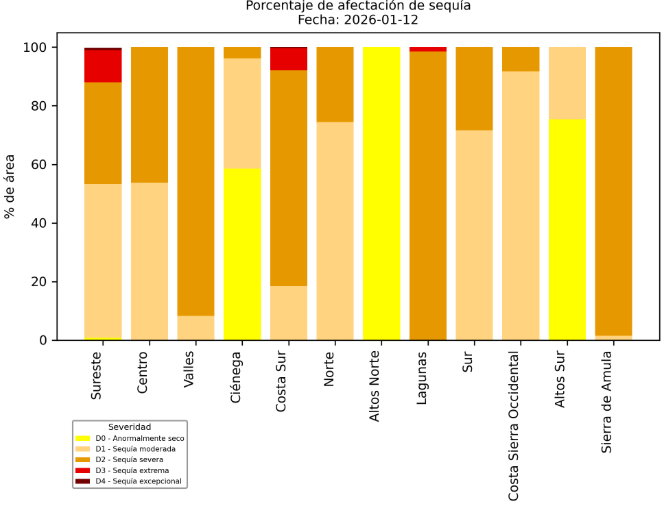 Porcentaje de afectación de sequía
Fecha: 2026-01-12
% de área
100
80
60
40
20
0
Sureste
Centro
Valles
Ciénega
Costa Sur
Norte
Altos Norte
Lagunas
Sur
Costa Sierra Occidental
Altos Sur
Sierra de Amula
Severidad
D0 - Anormalmente seco
D1 - Sequía moderada
D2 - Sequía severa
D3 - Sequía extrema
D4 - Sequía excepcional